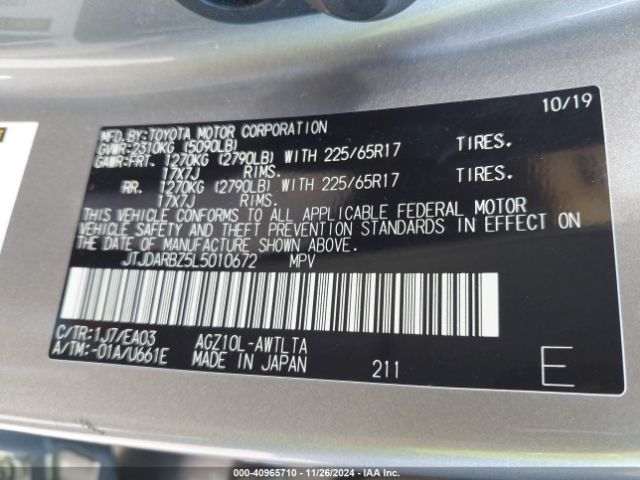 10/19
MFD.BY:TOYOTA MOTOR CORPORATION
GVWR:2310KG (5090LB)
GAWR:FRT. 1270KG (2790LB) WITH 225/65R17 TIRES.
17X7J RIMS.
RR. 1270KG (2790LB) WITH 225/65R17 TIRES.
17X7J RIMS.
THIS VEHICLE CONFORMS TO ALL APPLICABLE FEDERAL MOTOR
VEHICLE SAFETY AND THEFT PREVENTION STANDARDS IN EFFECT ON
THE DATE OF MANUFACTURE SHOWN ABOVE.
JTJDARBZ5L5010672 MPV
C/TR:1J7/EA03 AGZ10L-AWTLTA
A/TM:-01A/U661E MADE IN JAPAN 211 E
000-40965710 - 11/26/2024 - IAA Inc.